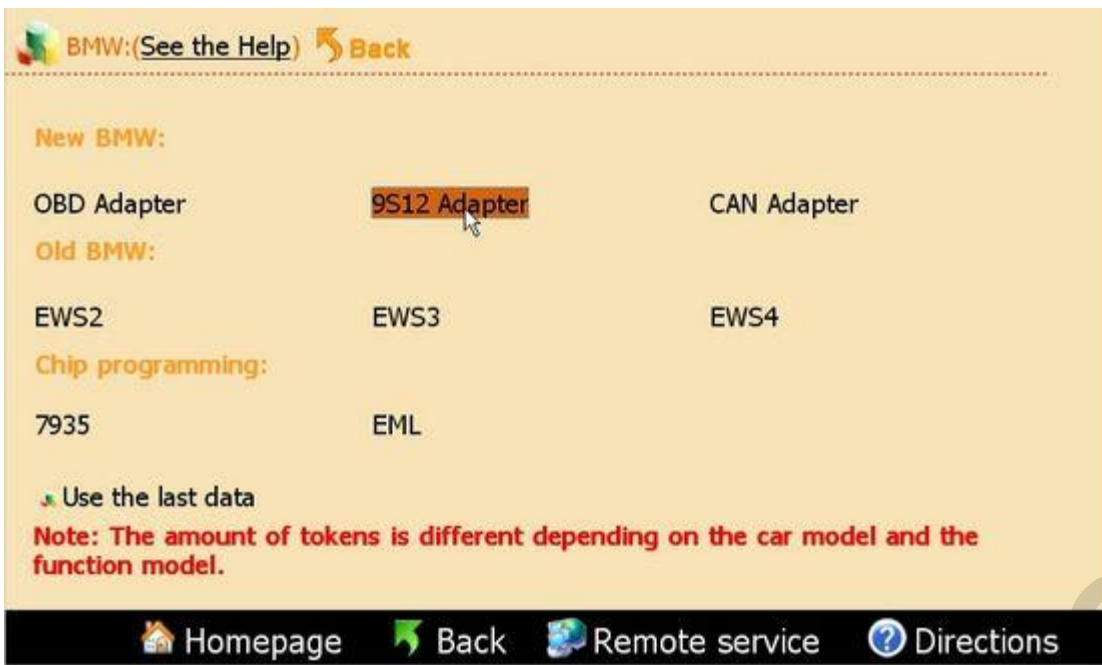 BMW:(See the Help) Back
New BMW:
OBD Adapter 9S12 Adapter CAN Adapter
Old BMW:
EWS2 EWS3 EWS4
Chip programming:
7935 EML
Use the last data
Note: The amount of tokens is different depending on the car model and the
function model.
Homepage Back Remote service Directions